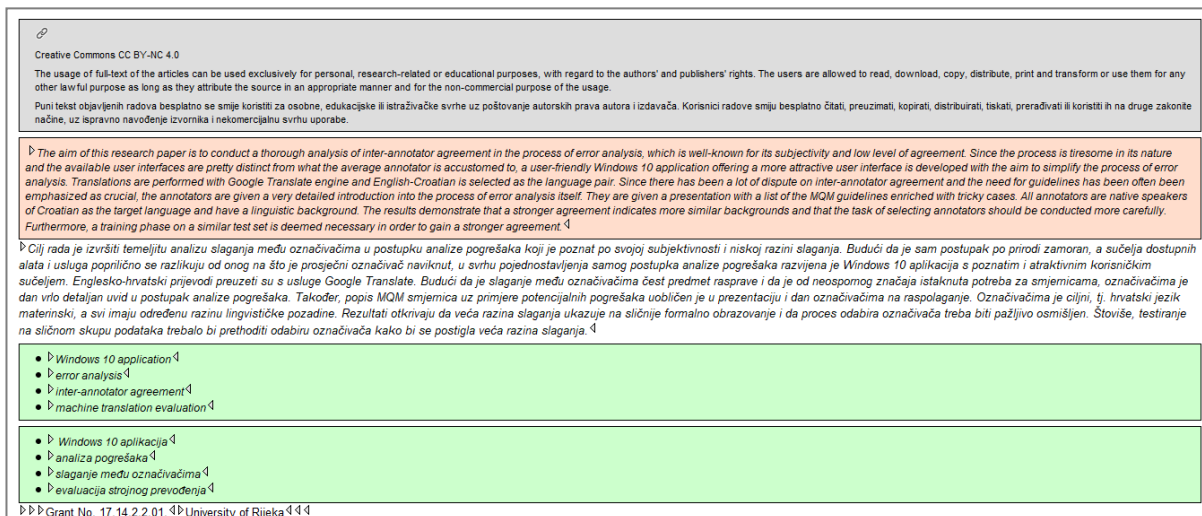 Creative Commons CC BY-NC 4.0
The usage of full-text of the articles can be used exclusively for personal, research-related or educational purposes, with regard to the authors' and publishers' rights. The users are allowed to read, download, copy, distribute, print and transform or use them for any
other lawful purpose as long as they attribute the source in an appropriate manner and for the non-commercial purpose of the usage.
Puni tekst objavljenih radova besplatno se smije koristiti za osobne, edukacijske ili istraživačke svrhe uz poštovanje autorskih prava autora i izdavača. Korisnici radove smiju besplatno čitati, preuzimati, kopirati, distribuirati, tiskati, prerađivati ili koristiti ih na druge zakonite
načine, uz ispravno navođenje izvornika i nekomercijalnu svrhu uporabe.
The aim of this research paper is to conduct a thorough analysis of inter-annotator agreement in the process of error analysis, which is well-known for its subjectivity and low level of agreement. Since the process is tiresome in its nature
and the available user interfaces are pretty distinct from what the average annotator is accustomed to, a user-friendly Windows 10 application offering a more attractive user interface is developed with the aim to simplify the process of error
analysis. Translations are performed with Google Translate engine and English-Croatian is selected as the language pair. Since there has been a lot of dispute on inter-annotator agreement and the need for guidelines has been often been
emphasized as crucial, the annotators are given a very detailed introduction into the process of error analysis itself. They are given a presentation with a list of the MQM guidelines enriched with tricky cases. All annotators are native speakers
of Croatian as the target language and have a linguistic background. The results demonstrate that a stronger agreement indicates more similar backgrounds and that the task of selecting annotators should be conducted more carefully.
Furthermore, a training phase on a similar test set is deemed necessary in order to gain a stronger agreement.
Cilj rada je izvršiti temeljitu analizu slaganja među označivačima u postupku analize pogrešaka koji je poznat po svojoj subjektivnosti i niskoj razini slaganja. Budući da je sam postupak po prirodi zamoran, a sučelja dostupnih
alata i usluga poprilično se razlikuju od onog na što je prosječni označivač naviknut, u svrhu pojednostavljenja samog postupka analize pogrešaka razvijena je Windows 10 aplikacija s poznatim i atraktivnim korisničkim
sučeljem. Englesko-hrvatski prijevodi preuzeti su s usluge Google Translate. Budući da je slaganje među označivačima čest predmet rasprave i da je od neospornog značaja istaknuta potreba za smjernicama, označivačima je
dan vrlo detaljan uvid u postupak analize pogrešaka. Također, popis MQM smjernica uz primjere potencijalnih pogrešaka uobličen je u prezentaciju i dan označivačima na raspolaganje. Označivačima je ciljni, tj. hrvatski jezik
materinski, a svi imaju određenu razinu lingvističke pozadine. Rezultati otkrivaju da veća razina slaganja ukazuje na sličnije formalno obrazovanje i da proces odabira označivača treba biti pažljivo osmišljen. Štoviše, testiranje
na sličnom skupu podataka trebalo bi prethoditi odabiru označivača kako bi se postigla veća razina slaganja.
Windows 10 application
error analysis
inter-annotator agreement
machine translation evaluation
Windows 10 aplikacija
analiza pogrešaka
slaganje među označivačima
evaluacija strojnog prevođenja
Grant No. 17.14.2.2.01. University of Rijeka